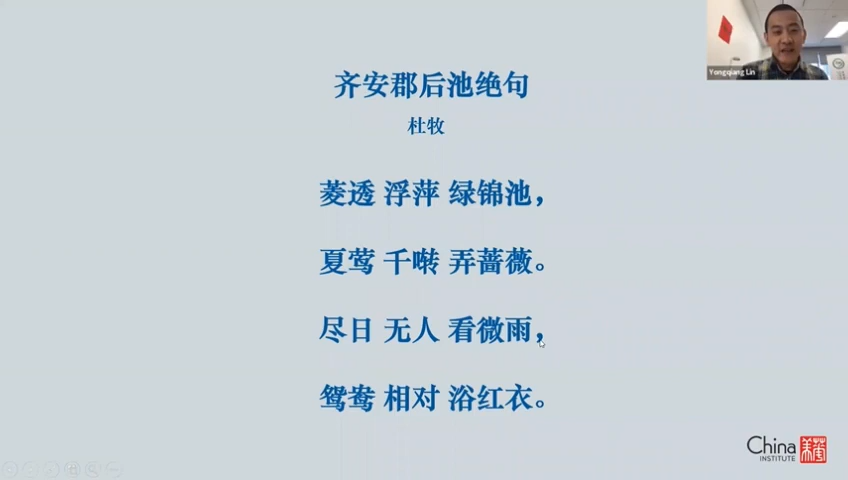 齐安郡后池绝句
杜牧
菱透 浮萍 绿锦池，
夏莺 千啭 弄蔷薇。
尽日 无人 看微雨，
鸳鸯 相对 浴红衣。
Yongqiang Lin
China
INSTITUTE